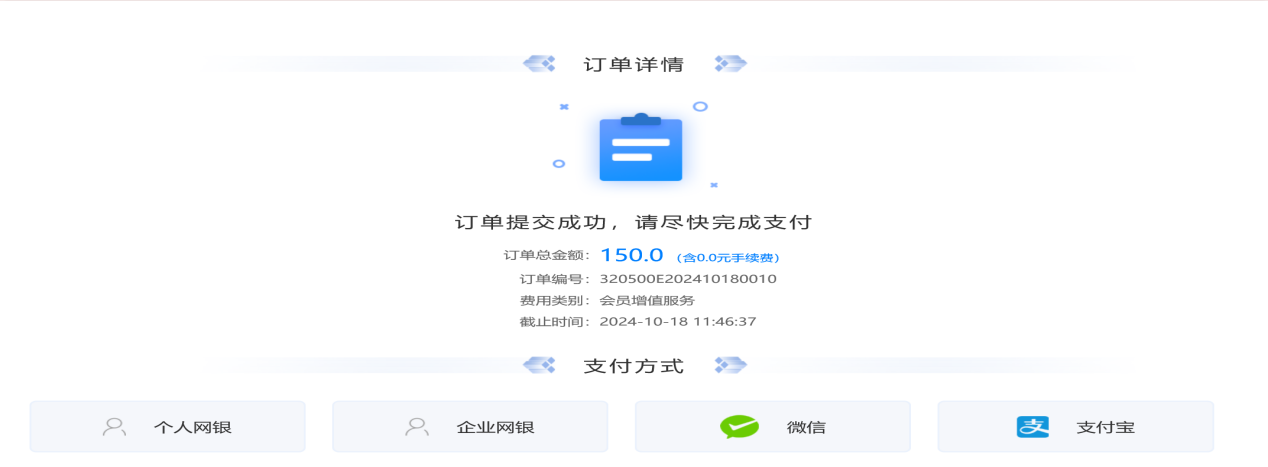 订单详情
订单提交成功，请尽快完成支付
订单总金额：150.0（含0.0元手续费）
订单编号：320500E202410180010
费用类别：会员增值服务
截止时间：2024-10-18 11:46:37
支付方式
个人网银 企业网银 微信 支 支付宝